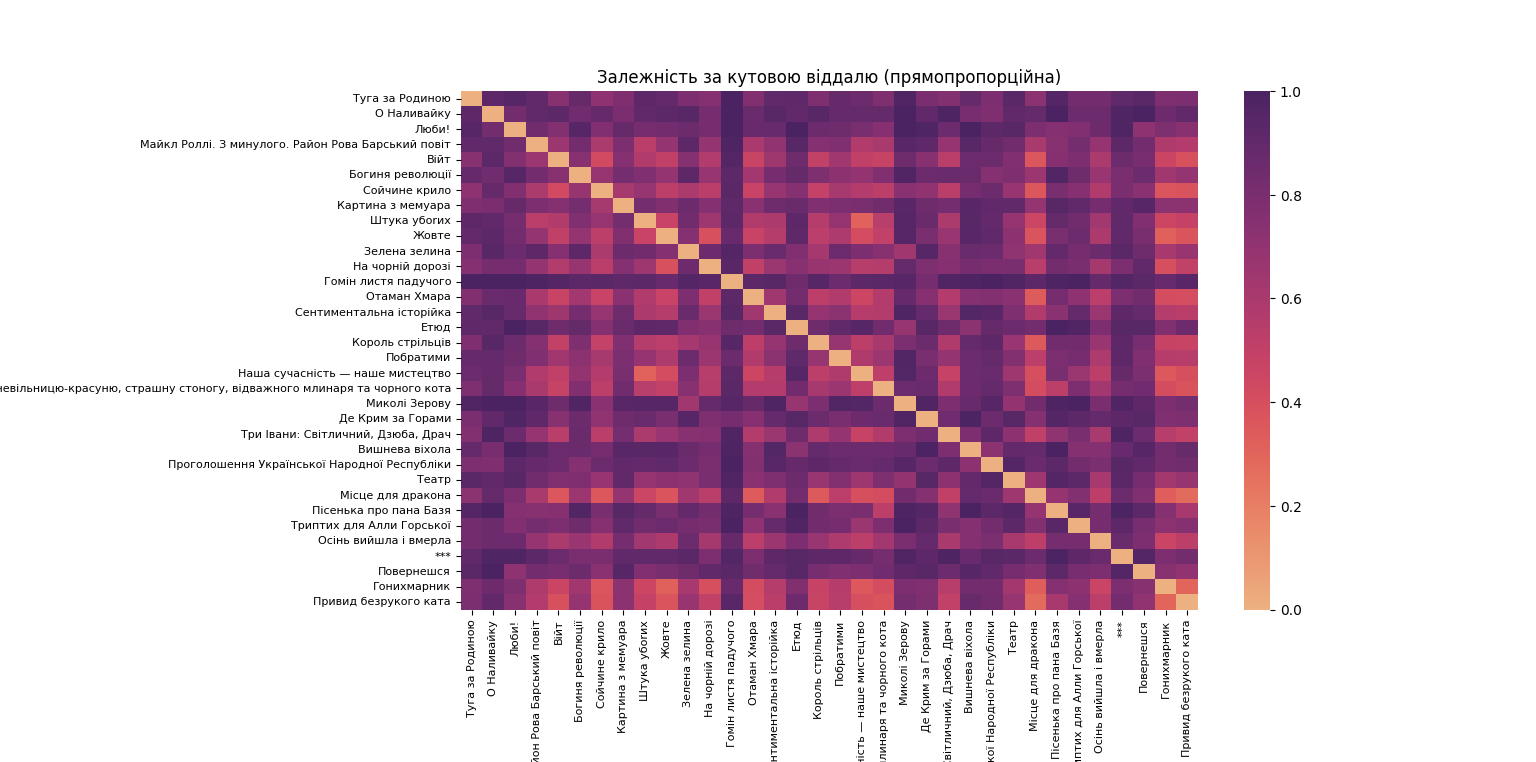 Залежність за кутовою віддалю (прямопропорційна)
Туга за Родиною
О Наливайку
Люби!
Майкл Роллі. З минулого. Район Рова Барський повіт
Війт
Богиня революції
Сойчине крило
Картина з мемуара
Штука убогих
Жовте
Зелена зелина
На чорній дорозі
Гомін листя падучого
Отаман Хмара
Сентиментальна історійка
Етюд
Король стрільців
Побратими
Наша сучасність — наше мистецтво
невільницю-красуню, страшну стоногу, відважного млинаря та чорного кота
Миколі Зерову
Де Крим за Горами
Три Івани: Світличний, Дзюба, Драч
Вишнева віхола
Проголошення Української Народної Республіки
Театр
Місце для дракона
Пісенька про пана Базя
Триптих для Алли Горської
Осінь вийшла і вмерла
***
Повернешся
Гонихмарник
Привид безрукого ката
1.0
0.8
0.6
0.4
0.2
0.0
Туга за Родиною
О Наливайку
Люби!
йон Рова Барський повіт
Війт
Богиня революції
Сойчине крило
Картина з мемуара
Штука убогих
Жовте
Зелена зелина
На чорній дорозі
Гомін листя падучого
Отаман Хмара
нтиментальна історійка
Етюд
Король стрільців
Побратими
ність — наше мистецтво
линаря та чорного кота
Миколі Зерову
Де Крим за Горами
Світличний, Дзюба, Драч
Вишнева віхола
кої Народної Республіки
Театр
Місце для дракона
Пісенька про пана Базя
иптих для Алли Горської
Осінь вийшла і вмерла
***
Повернешся
Гонихмарник
Привид безрукого ката